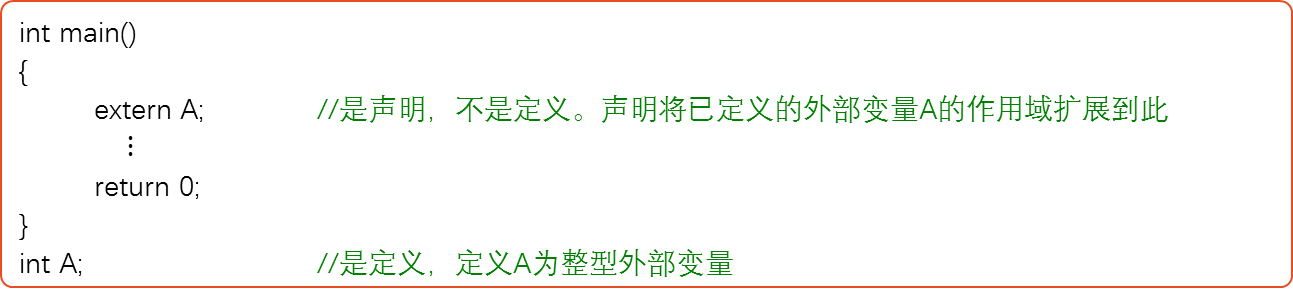 int main()
{
extern A; //是声明，不是定义。声明将已定义的外部变量A的作用域扩展到此
⋮
return 0;
}
int A; //是定义，定义A为整型外部变量